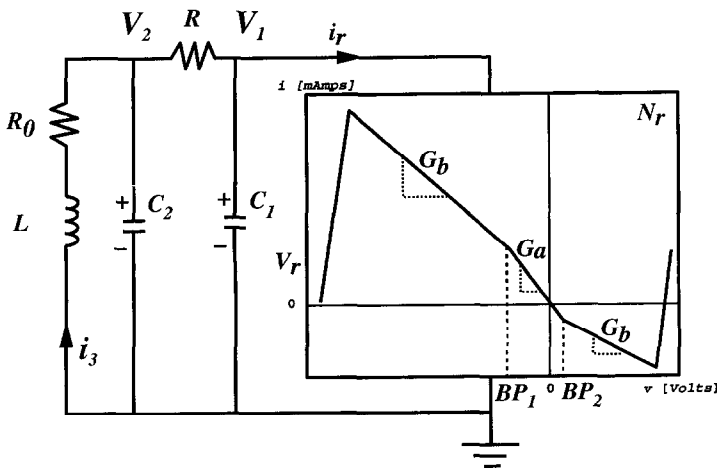 V2 R V1 ir
i [mAmps]
R0 Nr
Gb
+ C2 + C1
L
- -
Ga
Vr
0
Gb
i3
BP1 0 BP2 v [Volts]